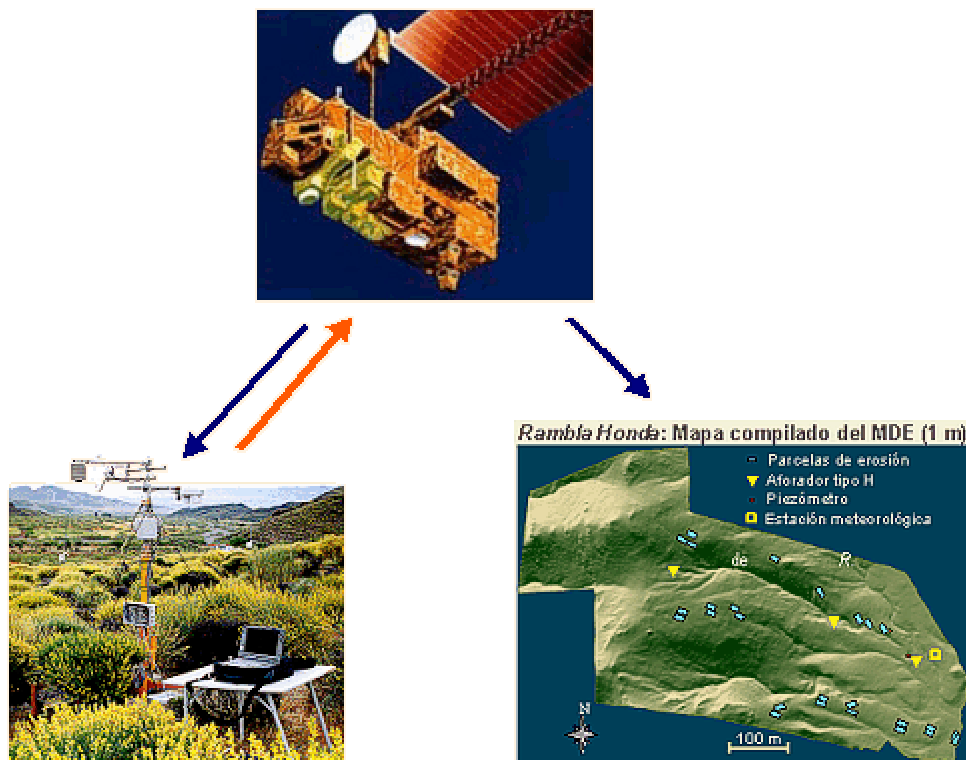 Rambla Honda: Mapa compilado del MDE (1 m)
Parcelas de erosión
Aforador tipo H
Piezómetro
Estación meteorológica
de R
N
100 m